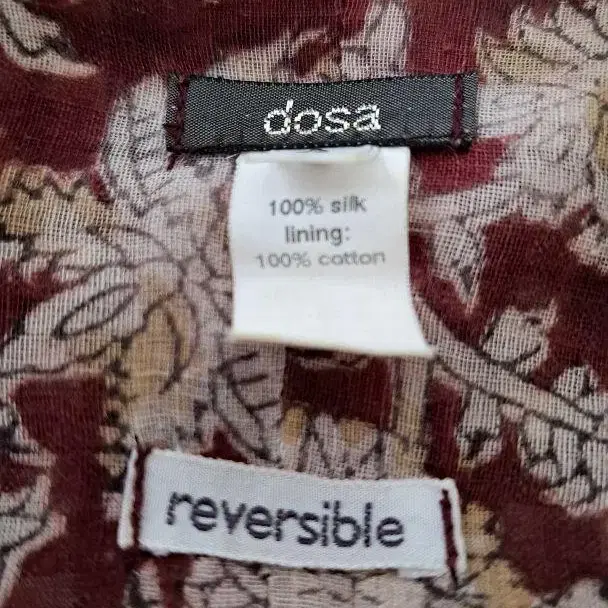 dosa
100% silk
lining:
100% cotton
reversible